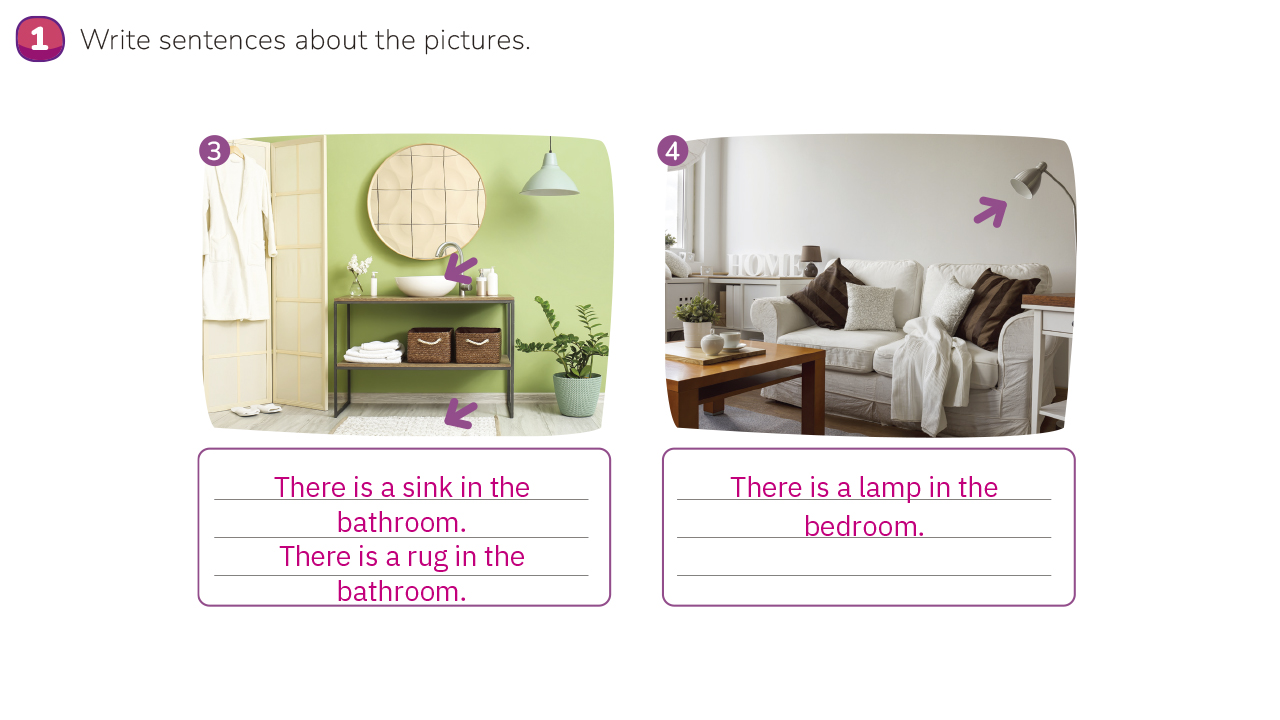 1 Write sentences about the pictures.
3
4
HOME
There is a sink in the
bathroom.
There is a rug in the
bathroom.
There is a lamp in the
bedroom.